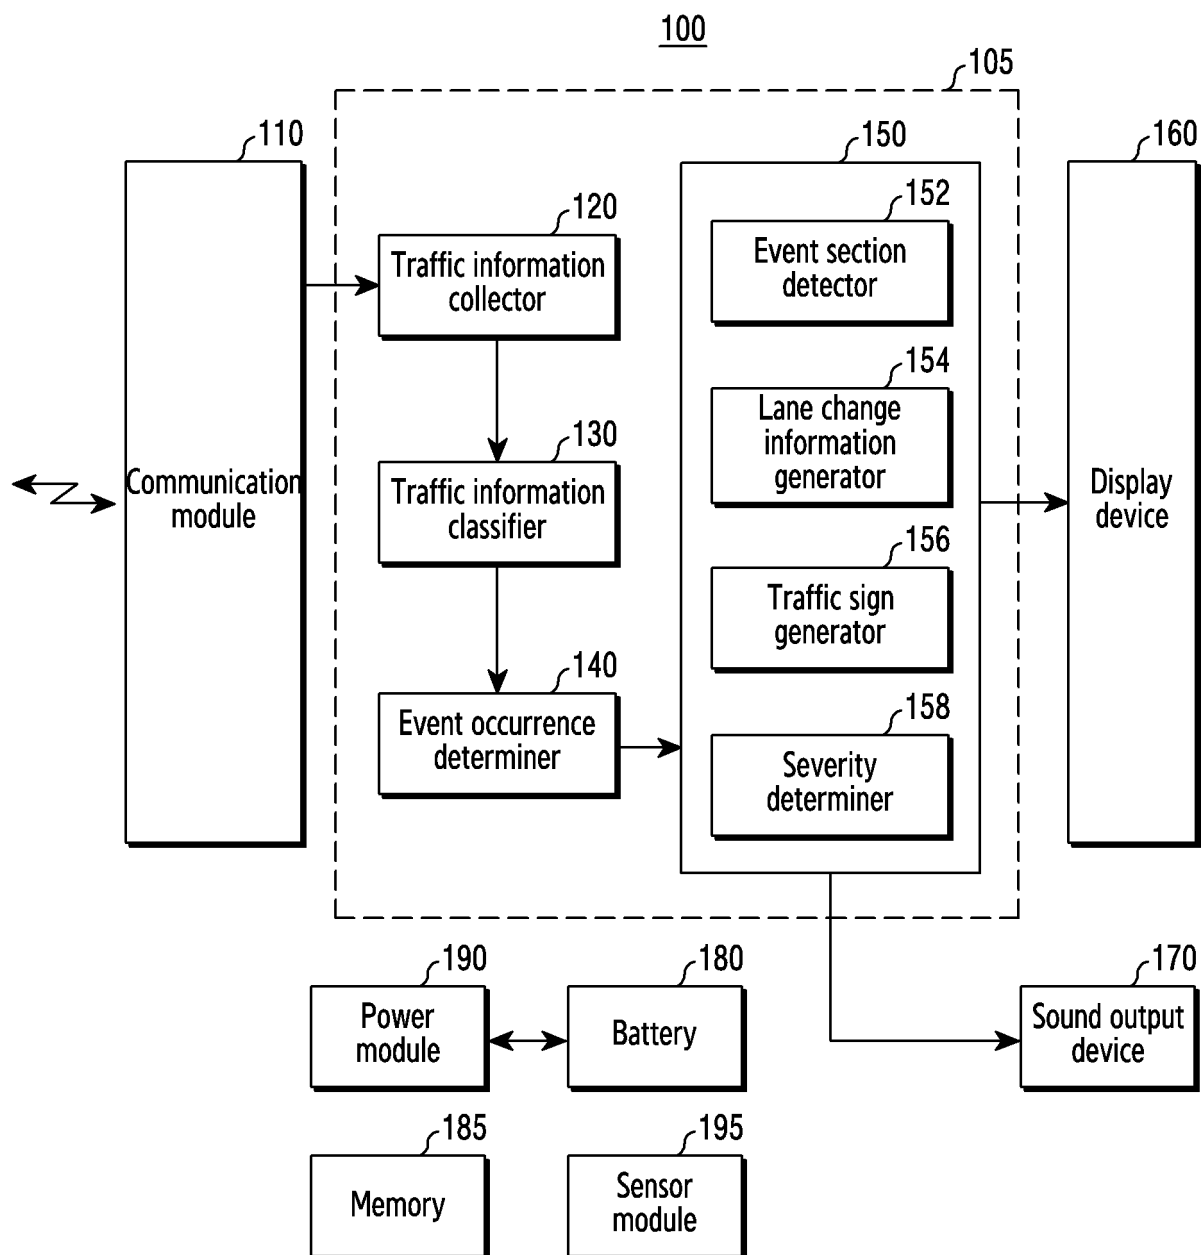 100
105
110
150
160
120
152
Traffic information
collector
Event section
detector
154
Lane change
information
generator
130
Communication
module
Traffic information
classifier
Display
device
156
Traffic sign
generator
140
Event occurrence
determiner
158
Severity
determiner
190
180
170
Power
module
Battery
Sound output
device
185
195
Memory
Sensor
module